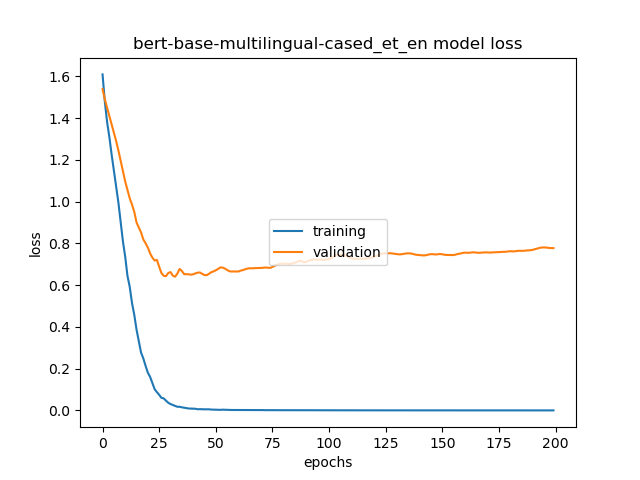 bert-base-multilingual-cased_et_en model loss
loss
1.6
1.4
1.2
1.0
0.8
0.6
0.4
0.2
0.0
training
validation
0 25 50 75 100 125 150 175 200
epochs